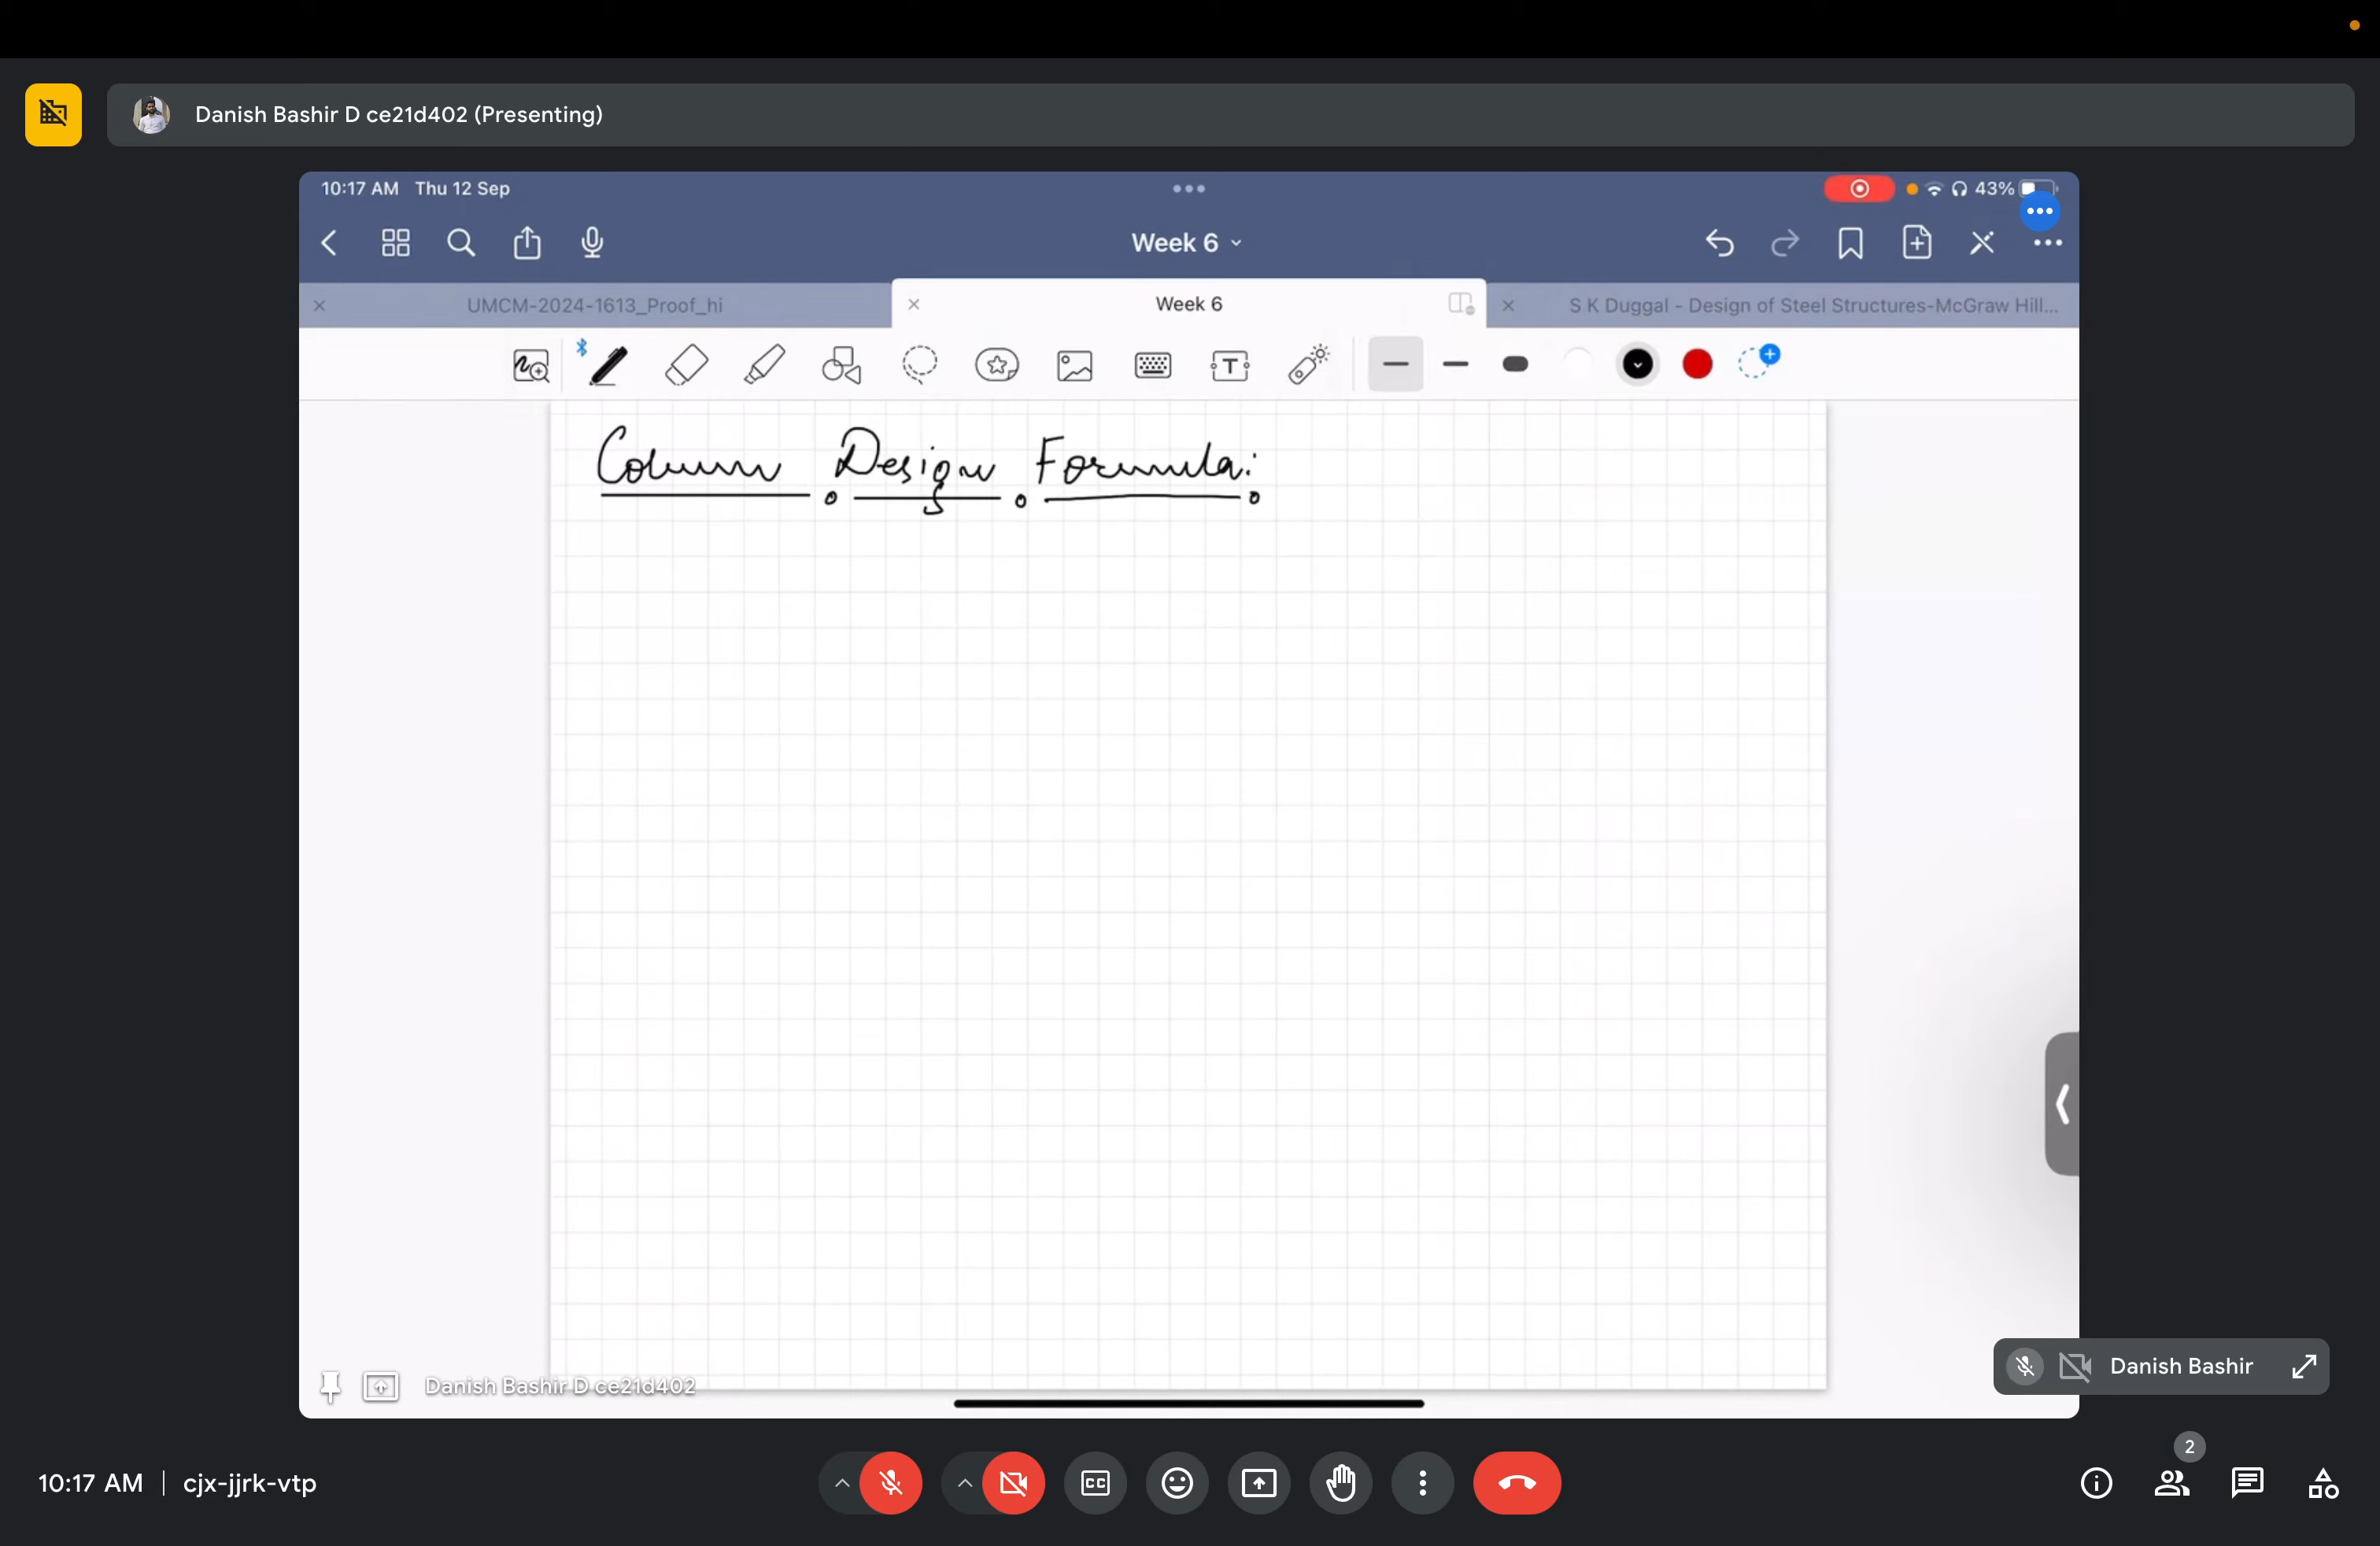 Danish Bashir D ce21d402 (Presenting)
10:17 AM Thu 12 Sep
43%
Week 6
UMCM-2024-1613_Proof_hi
Week 6
S K Duggal - Design of Steel Structures-McGraw Hill...
T
Column Design Formula:
Danish Bashir D ce21d402
Danish Bashir
2
10:17 AM | cjx-jjrk-vtp
CC